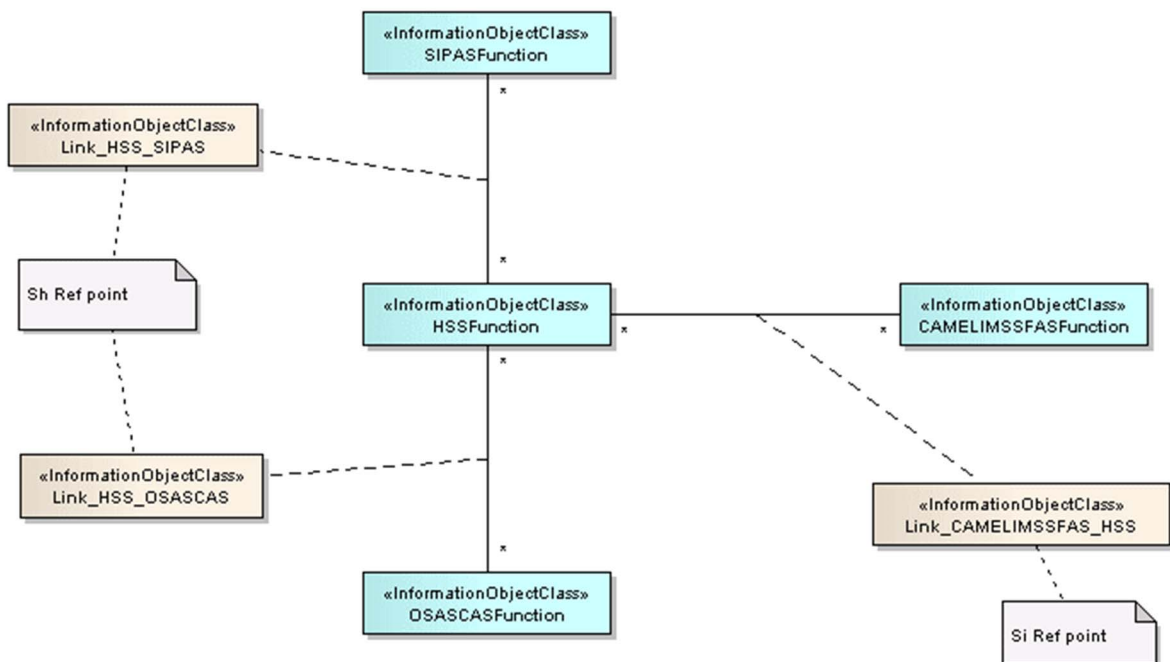 «InformationObjectClass»
SIPASFunction
*
«InformationObjectClass»
Link_HSS_SIPAS
*
Sh Ref point
«InformationObjectClass»
HSSFunction
*
*
«InformationObjectClass»
CAMELIMSSFASFunction
*
«InformationObjectClass»
Link_HSS_OSASCAS
«InformationObjectClass»
Link_CAMELIMSSFAS_HSS
*
«InformationObjectClass»
OSASCASFunction
Si Ref point